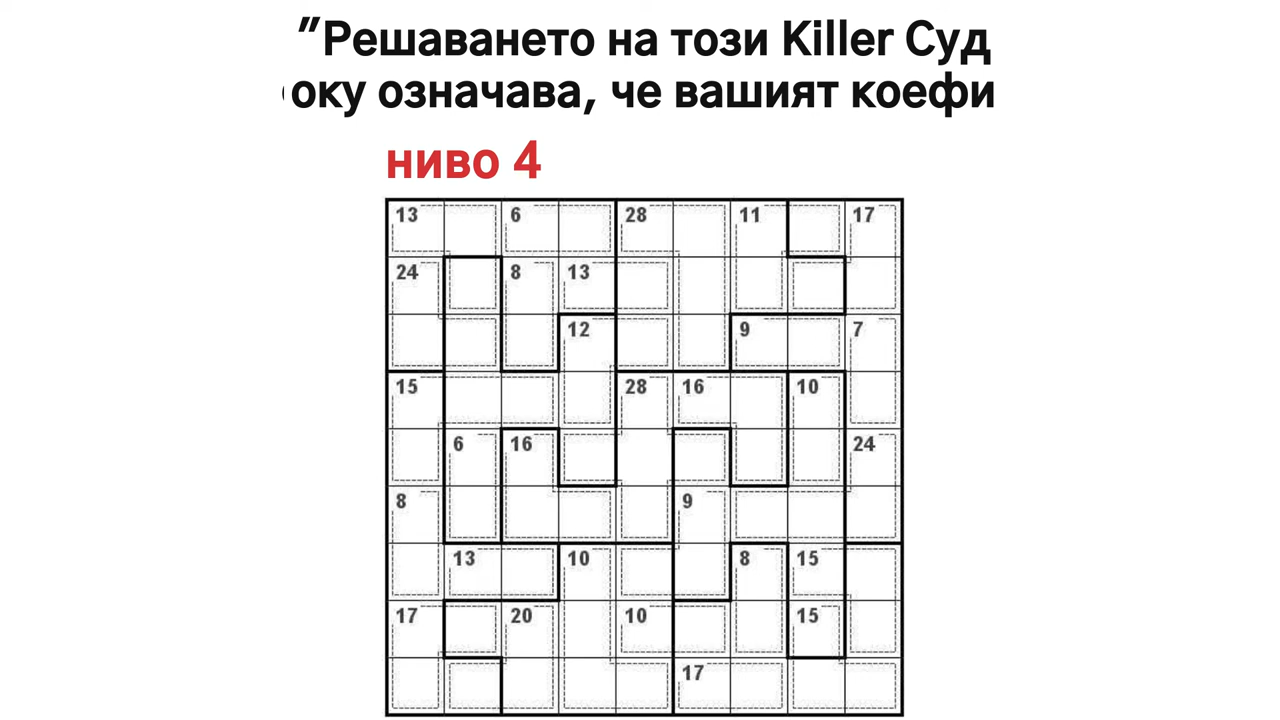 ”Решаването на този Killer Суд
оку означава, че вашият коефи
ниво 4
13 6 28 11 17
24 8 13
12 9 7
15 28 16 10
6 16 24
8 9
13 10 8 15
17 20 10 15
17